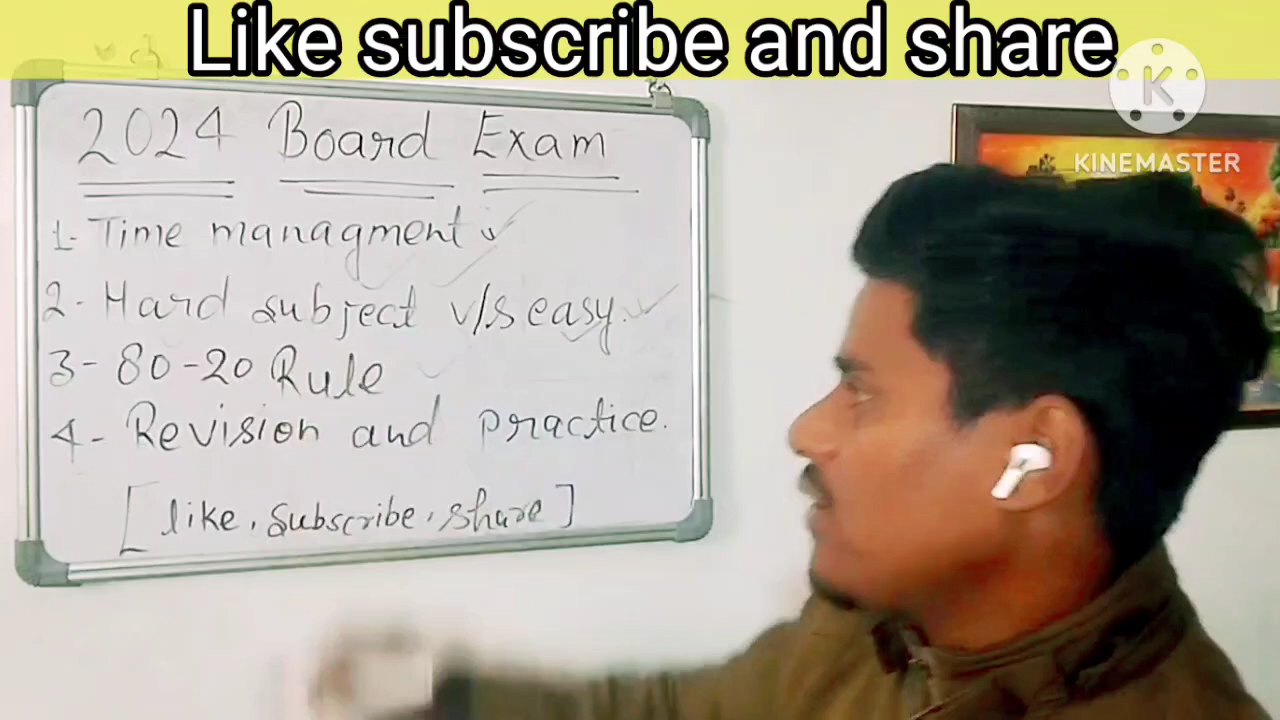 Like subscribe and share
K
KINEMASTER
2024 Board Exam
1- Time managment
2- Hard subject v/s easy.
3- 80-20 Rule
4- Revision and practice.
[like, subscribe, share]